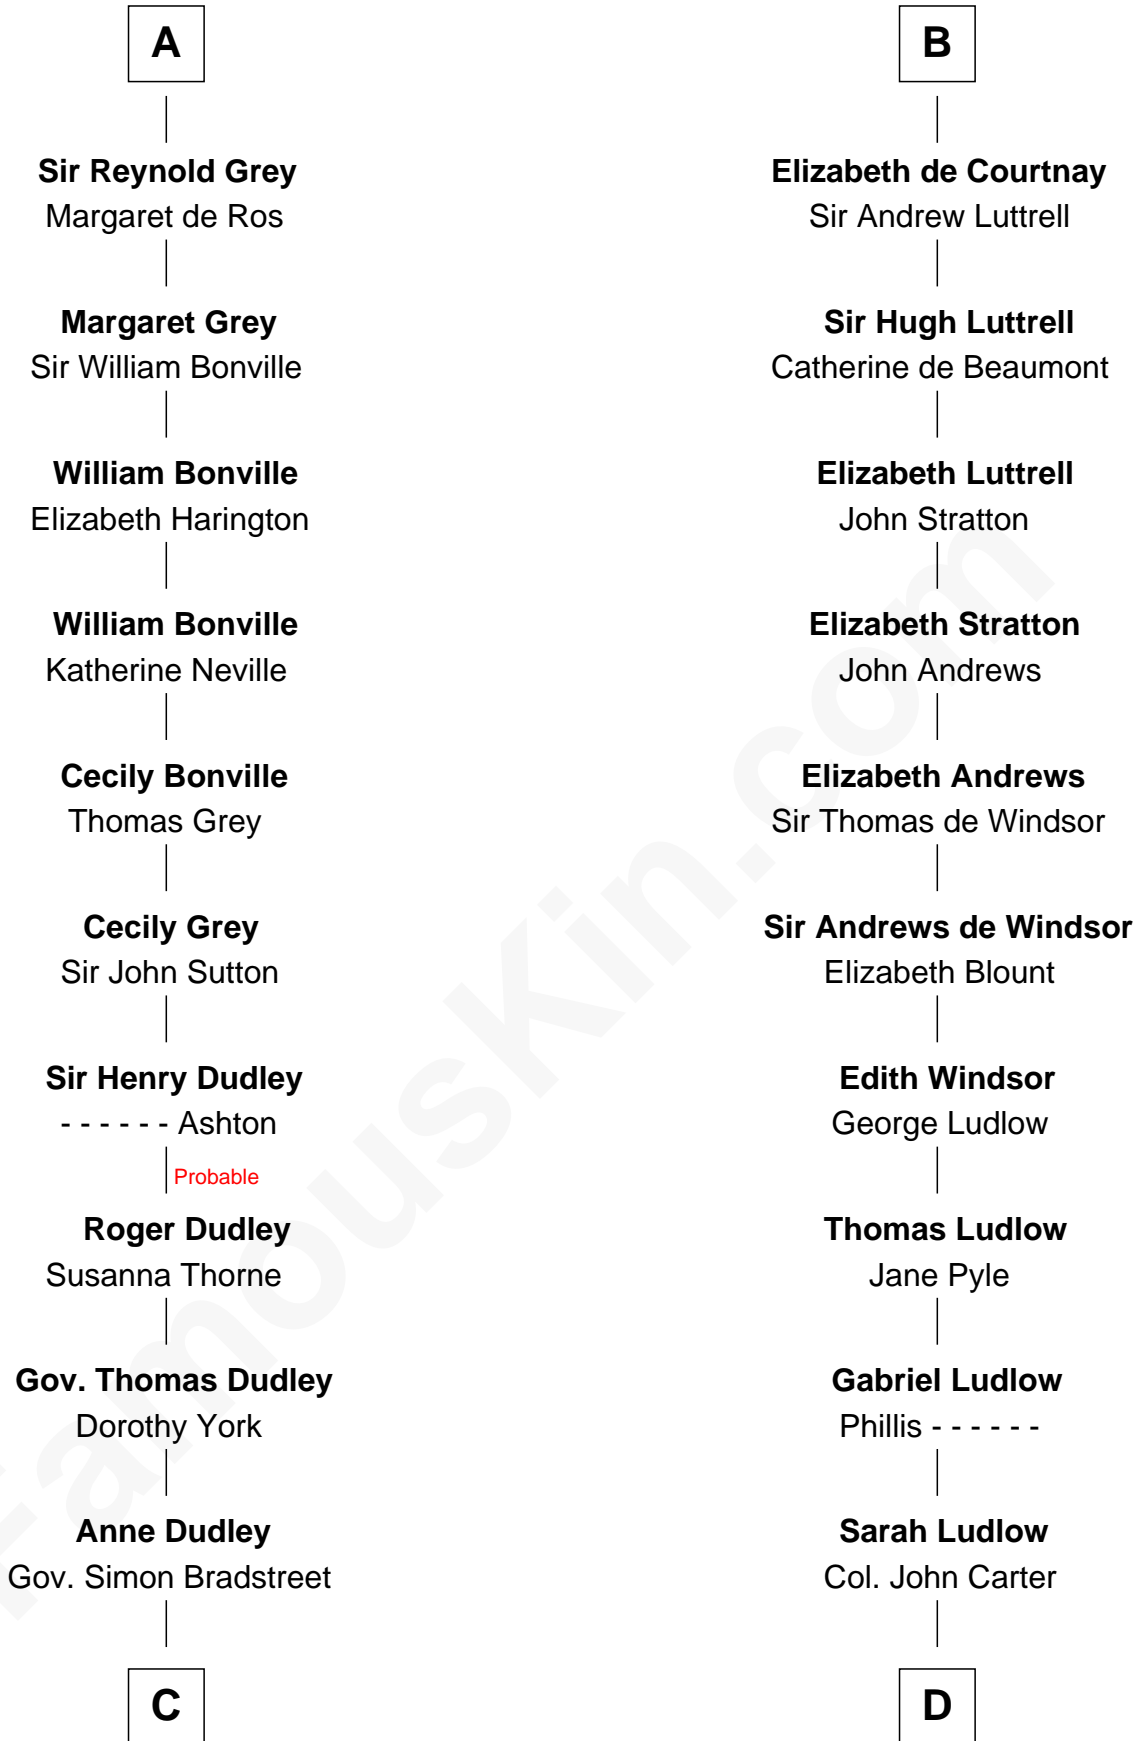 A
Sir Reynold Grey
Margaret de Ros
Margaret Grey
Sir William Bonville
William Bonville
Elizabeth Harington
William Bonville
Katherine Neville
Cecily Bonville
Thomas Grey
Cecily Grey
Sir John Sutton
Sir Henry Dudley
- - - - - - Ashton
Probable
Roger Dudley
Susanna Thorne
Gov. Thomas Dudley
Dorothy York
Anne Dudley
Gov. Simon Bradstreet
C
B
Elizabeth de Courtnay
Sir Andrew Luttrell
Sir Hugh Luttrell
Catherine de Beaumont
Elizabeth Luttrell
John Stratton
Elizabeth Stratton
John Andrews
Elizabeth Andrews
Sir Thomas de Windsor
Sir Andrews de Windsor
Elizabeth Blount
Edith Windsor
George Ludlow
Thomas Ludlow
Jane Pyle
Gabriel Ludlow
Phillis - - - - - -
Sarah Ludlow
Col. John Carter
D
FamousKin.com